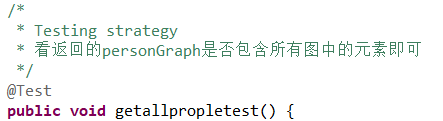 /*
 * Testing strategy
 * 看返回的personGraph是否包含所有图中的元素即可
 */
@Test
public void getallpropletest() {